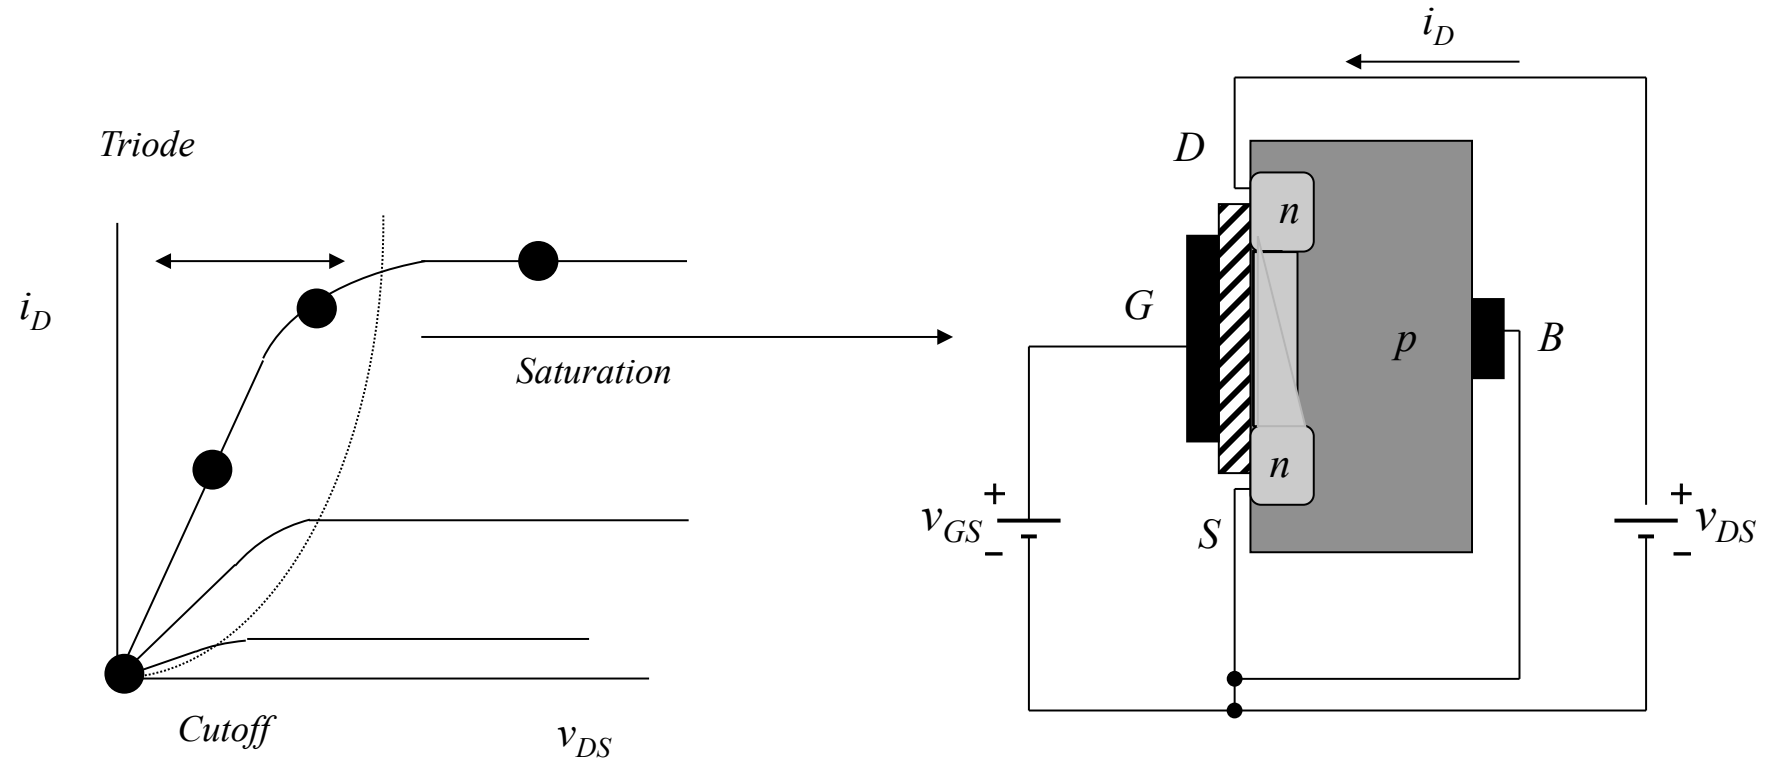 Triode
i_D
Saturation
Cutoff
v_DS
i_D
D
n
G
p
B
n
S
+
v_GS
−
+
v_DS
−